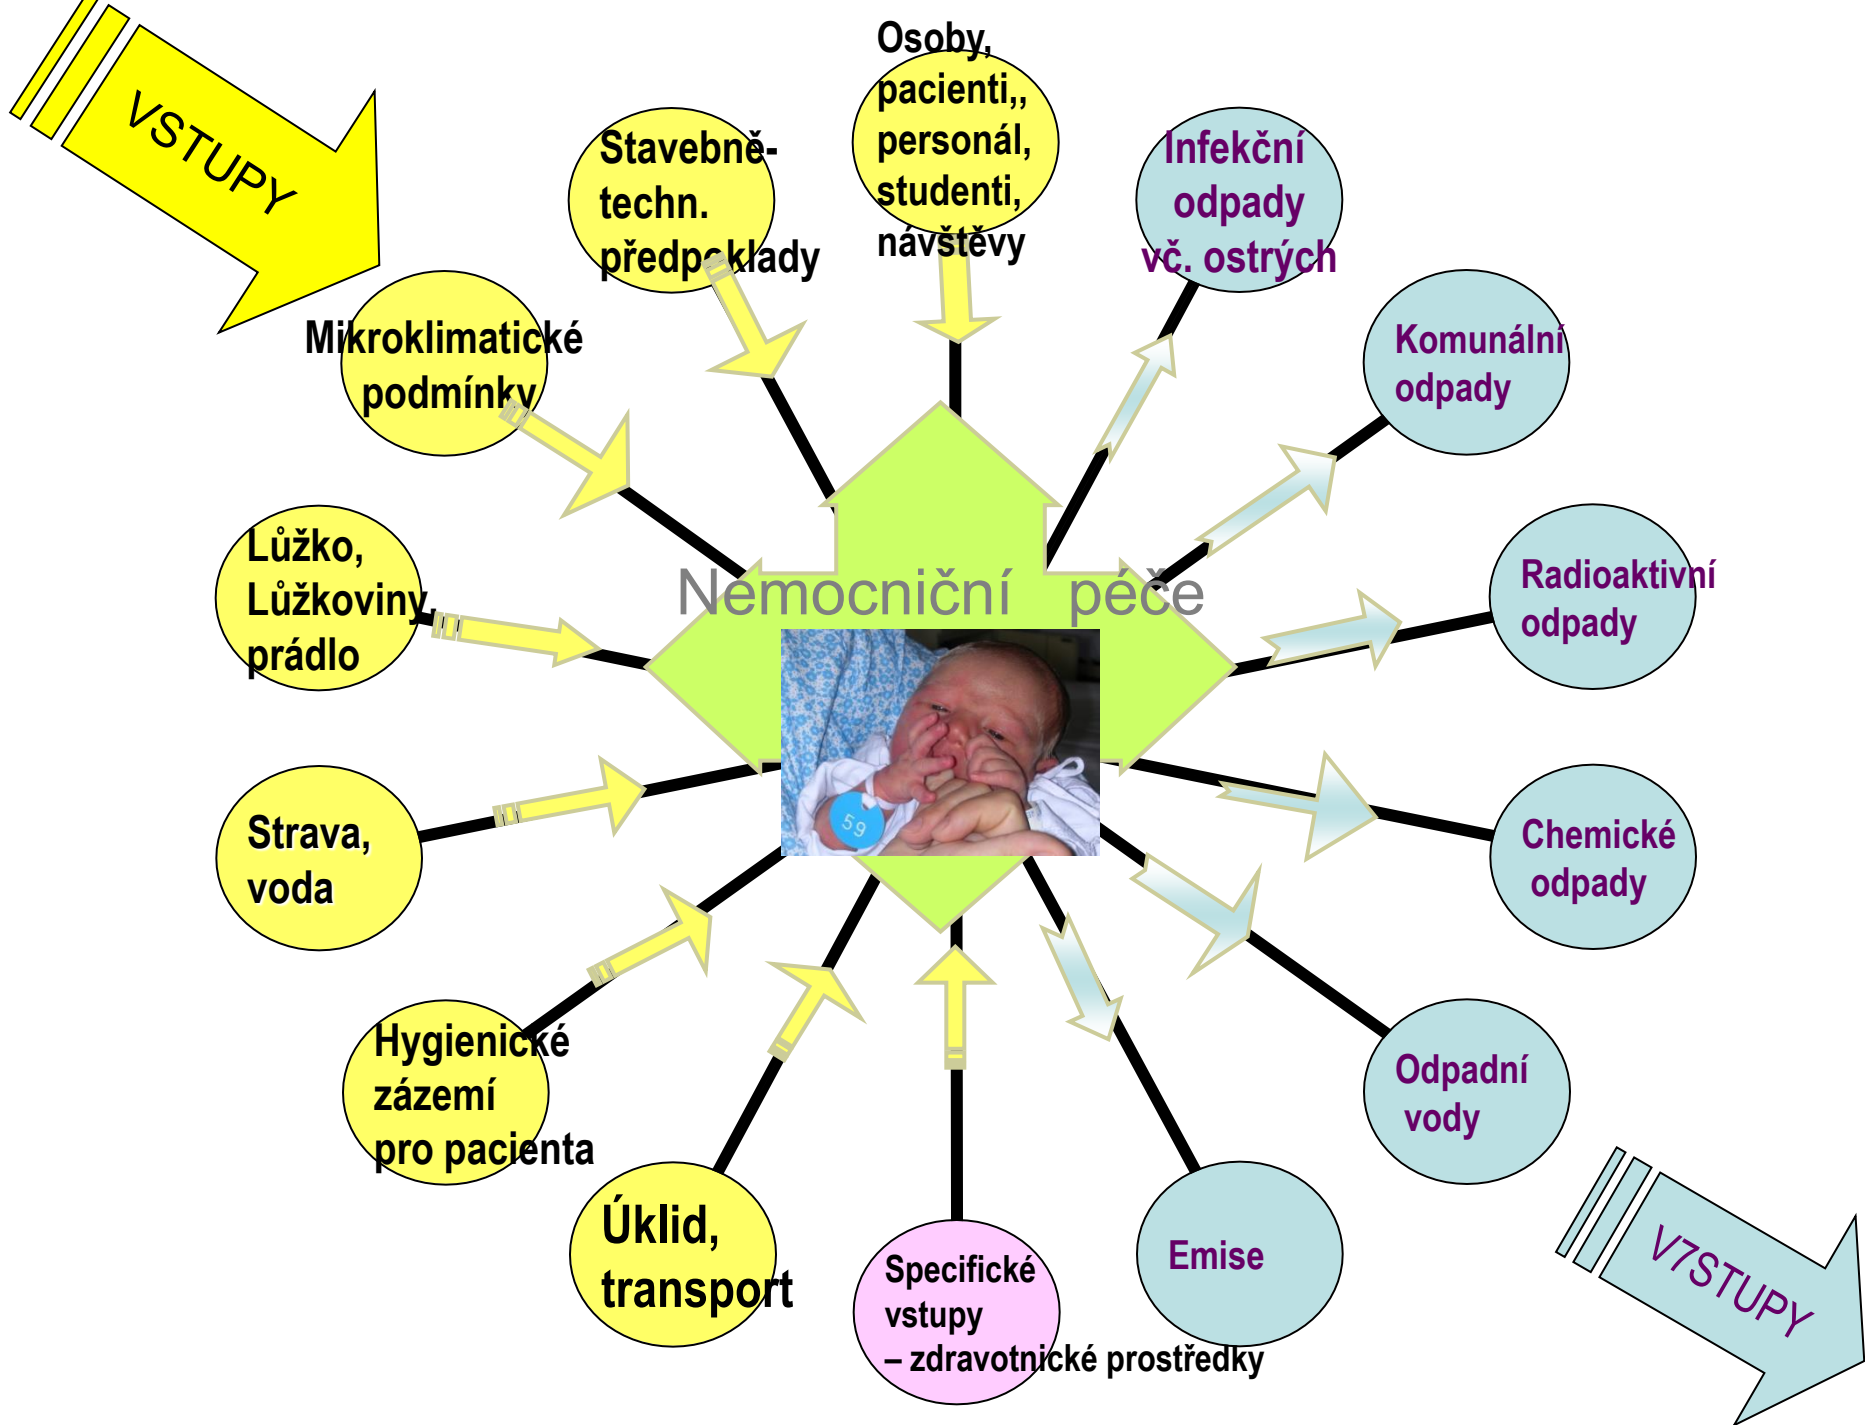 VSTUPY
Osoby,
pacienti,,
personál,
studenti,
návštěvy
Stavebně-
techn.
předpoklady
Infekční
odpady
vč. ostrých
Mikroklimatické
podmínky
Komunální
odpady
Lůžko,
Lůžkoviny,
prádlo
Nemocniční péče
Radioaktivní
odpady
59
Strava,
voda
Chemické
odpady
Hygienické
zázemí
pro pacienta
Odpadní
vody
Úklid,
transport
Specifické
vstupy
– zdravotnické prostředky
Emise
V7STUPY